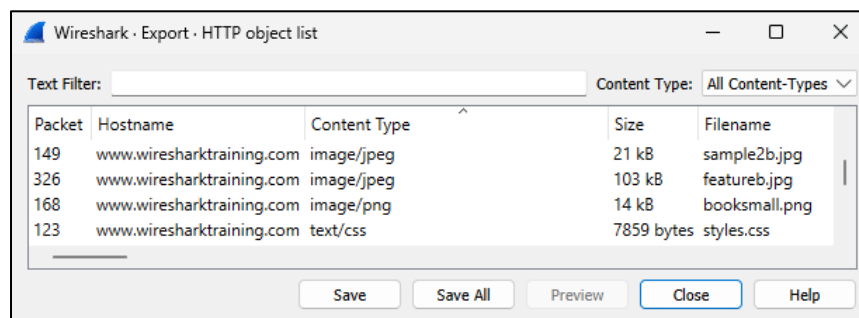 Wireshark · Export · HTTP object list
Text Filter: Content Type: All Content-Types
Packet Hostname Content Type Size Filename
149 www.wiresharktraining.com image/jpeg 21 kB sample2b.jpg
326 www.wiresharktraining.com image/jpeg 103 kB featureb.jpg
168 www.wiresharktraining.com image/png 14 kB booksmall.png
123 www.wiresharktraining.com text/css 7859 bytes styles.css
Save Save All Preview Close Help